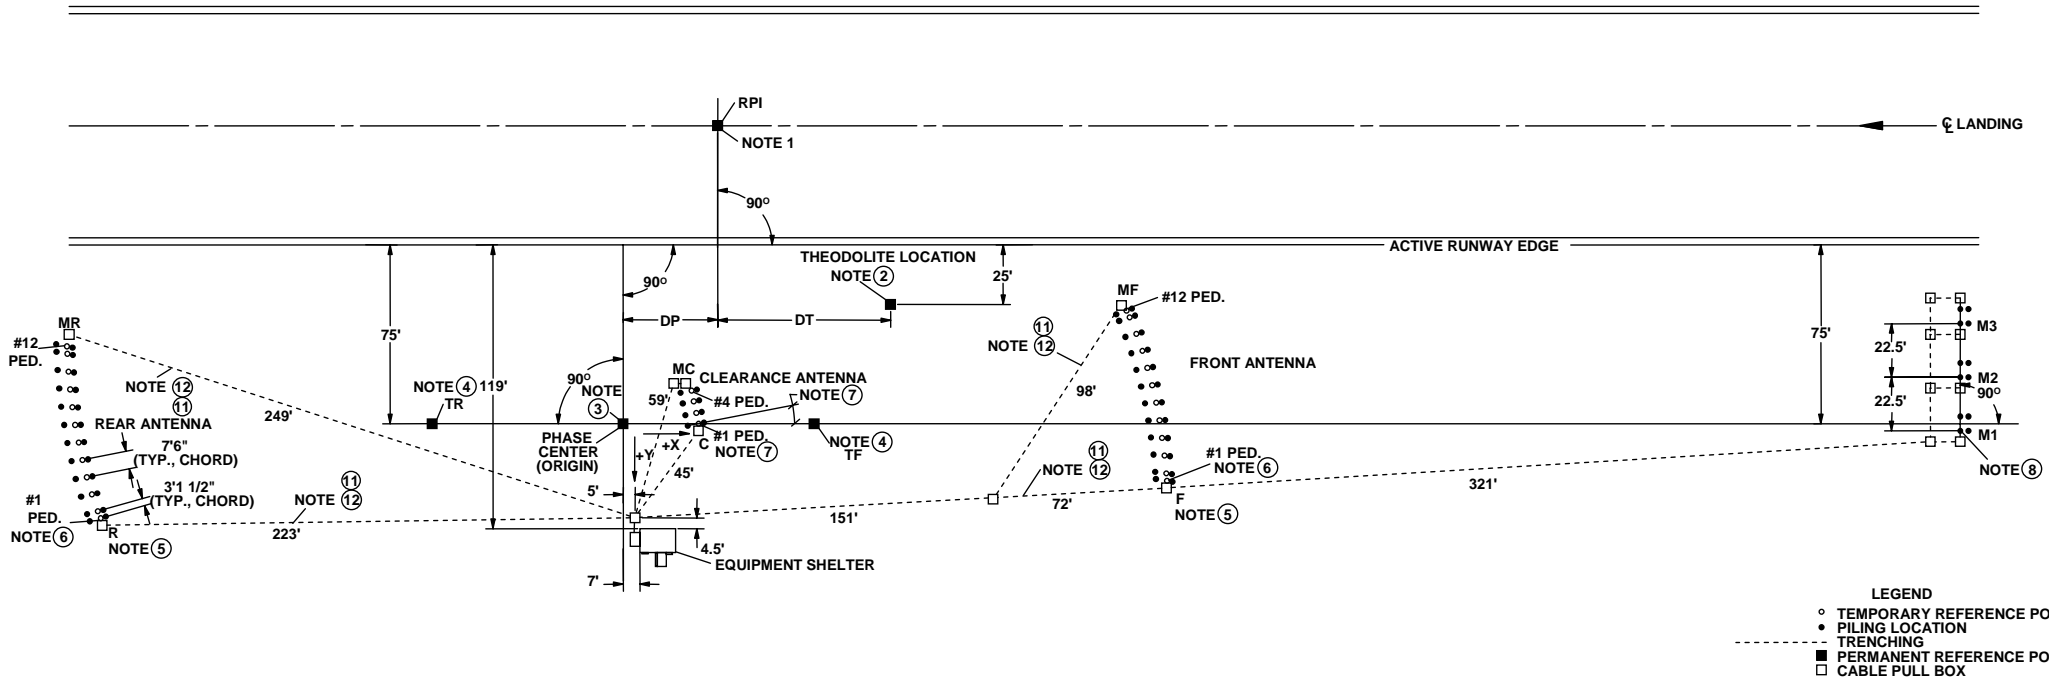 RPI
NOTE 1
℄ LANDING
90°
ACTIVE RUNWAY EDGE
THEODOLITE LOCATION
NOTE 2
25'
90°
DP
DT
75'
MR
#12
PED.
NOTE 12
11
249'
REAR ANTENNA
7'6"
(TYP., CHORD)
3'1 1/2"
(TYP., CHORD)
#1
PED.
NOTE 6
R
NOTE 5
NOTE 11
12
223'
NOTE 4
TR
119'
90°
NOTE
3
PHASE
CENTER
(ORIGIN)
MC
CLEARANCE ANTENNA
NOTE 7
#4 PED.
59'
+X
+Y
#1 PED.
C
NOTE 7
45'
5'
NOTE 4
TF
4.5'
7'
EQUIPMENT SHELTER
151'
MF
#12 PED.
11
NOTE 12
98'
FRONT ANTENNA
11
NOTE 12
72'
#1 PED.
NOTE 6
F
NOTE 5
321'
75'
22.5'
22.5'
M3
M2
90°
M1
NOTE 8
LEGEND
TEMPORARY REFERENCE PO
PILING LOCATION
TRENCHING
PERMANENT REFERENCE PO
CABLE PULL BOX